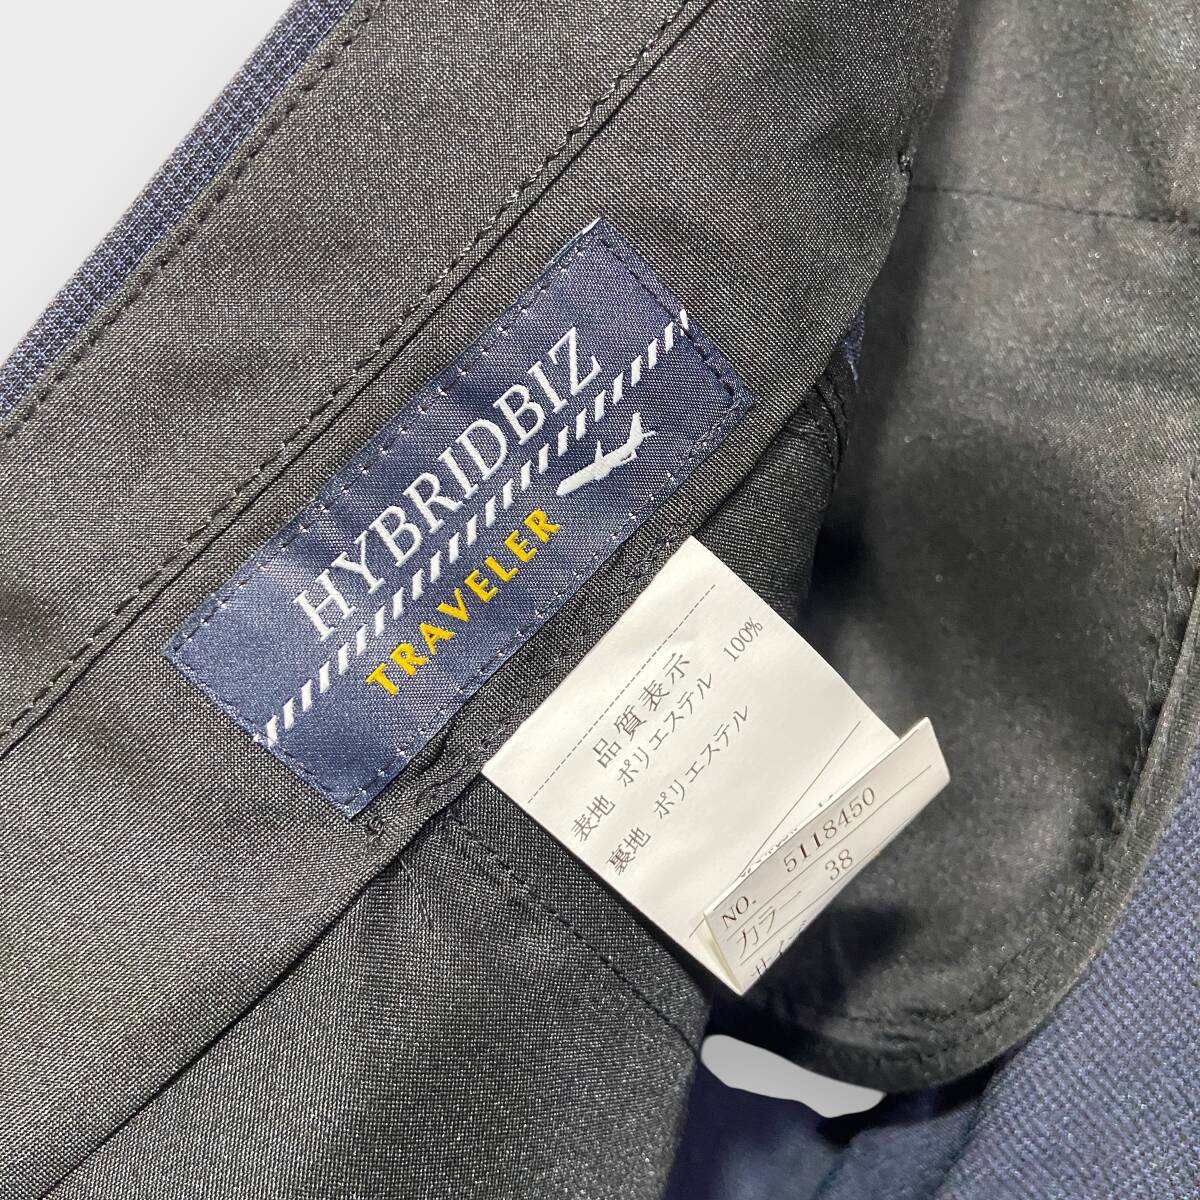 HYBRIDBIZ
TRAVELER
品質表示
表地 ポリエステル 100%
裏地 ポリエステル
NO. 5118450
カラー 38